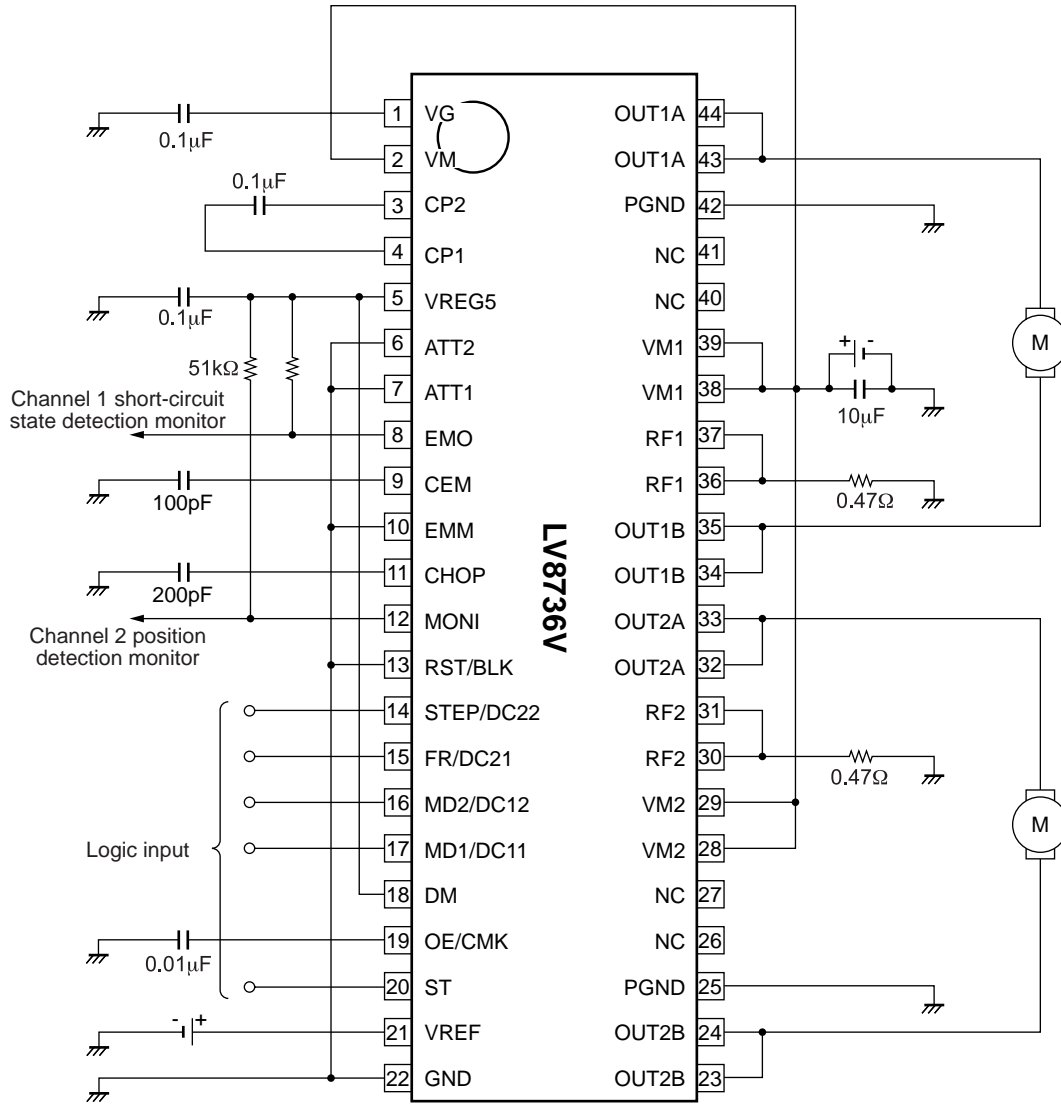 1 VG OUT1A 44
0.1µF
2 VM OUT1A 43
0.1µF
3 CP2 PGND 42
4 CP1 NC 41
5 VREG5 NC 40
0.1µF
+ -
6 ATT2 VM1 39
51kΩ
M
7 ATT1 VM1 38
10µF
Channel 1 short-circuit
state detection monitor
8 EMO RF1 37
9 CEM RF1 36
100pF
0.47Ω
10 EMM OUT1B 35
LV8736V
11 CHOP OUT1B 34
200pF
12 MONI OUT2A 33
Channel 2 position
detection monitor
13 RST/BLK OUT2A 32
14 STEP/DC22 RF2 31
15 FR/DC21 RF2 30
0.47Ω
16 MD2/DC12 VM2 29
M
Logic input
17 MD1/DC11 VM2 28
18 DM NC 27
19 OE/CMK NC 26
0.01µF
20 ST PGND 25
- +
21 VREF OUT2B 24
22 GND OUT2B 23